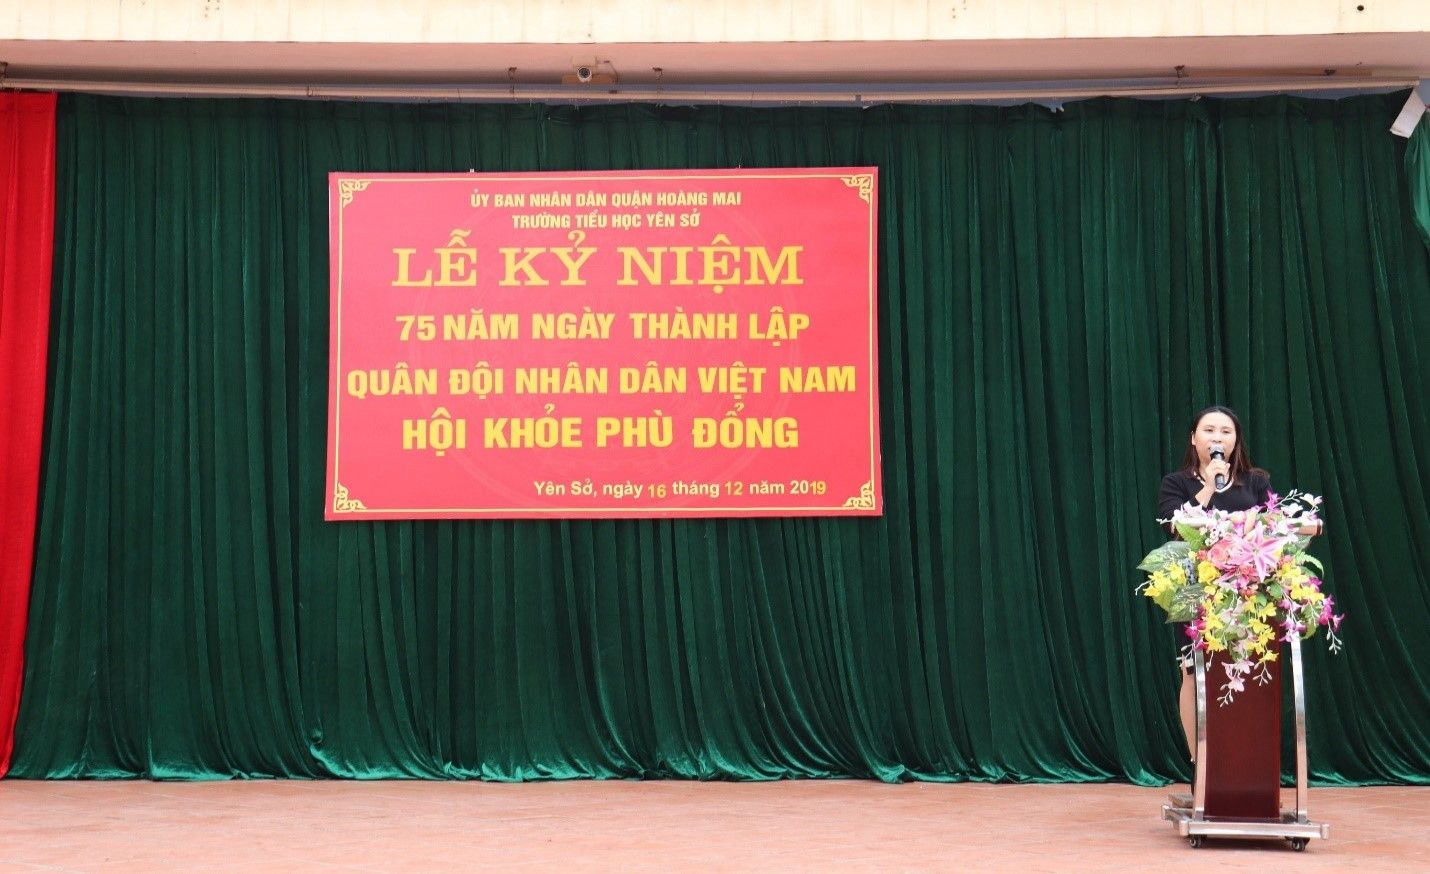 ỦY BAN NHÂN DÂN QUẬN HOÀNG MAI
TRƯỜNG TIỂU HỌC YÊN SỞ
LỄ KỶ NIỆM
75 NĂM NGÀY THÀNH LẬP
QUÂN ĐỘI NHÂN DÂN VIỆT NAM
HỘI KHỎE PHÙ ĐỔNG
Yên Sở, ngày 16 tháng 12 năm 2019